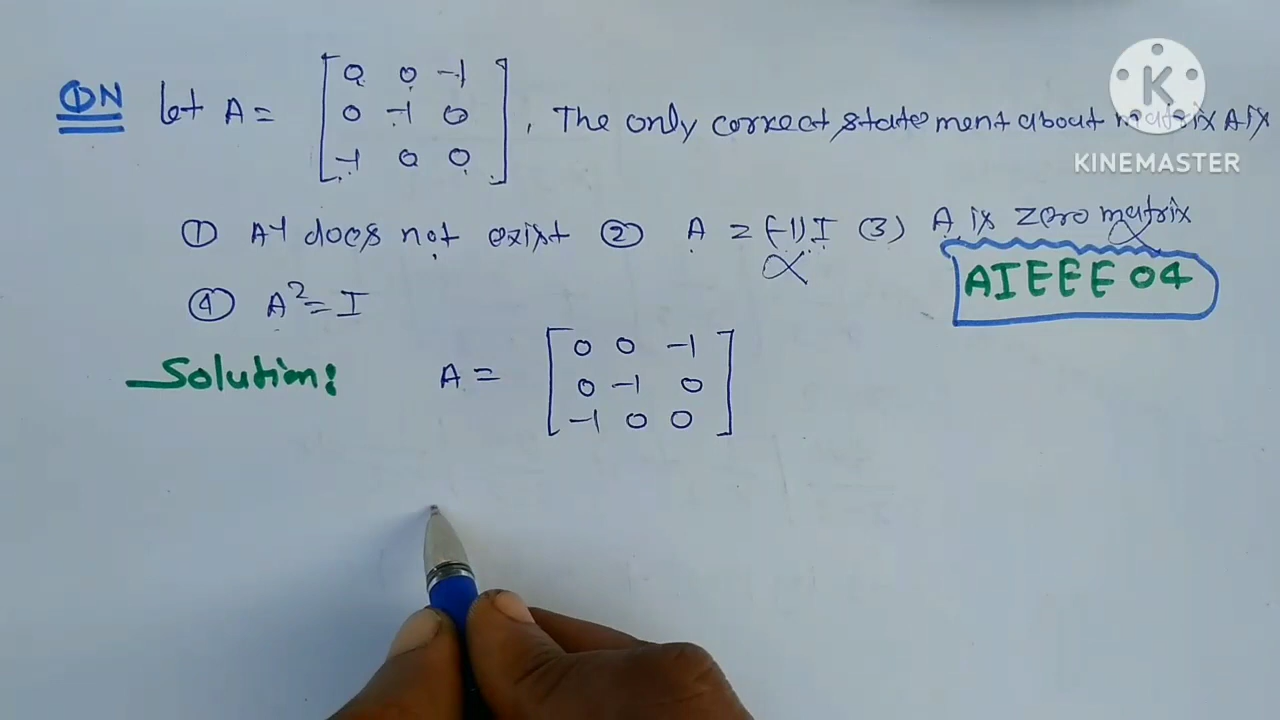 QN Let A = [0 0 -1
0 -1 0
-1 0 0], The only correct statement about matrix A is
K
KINEMASTER
① A-1 does not exist ② A = (-1)I (3) A is zero matrix
④ A² = I
AIEEE 04
Solution: A = [0 0 -1
0 -1 0
-1 0 0]